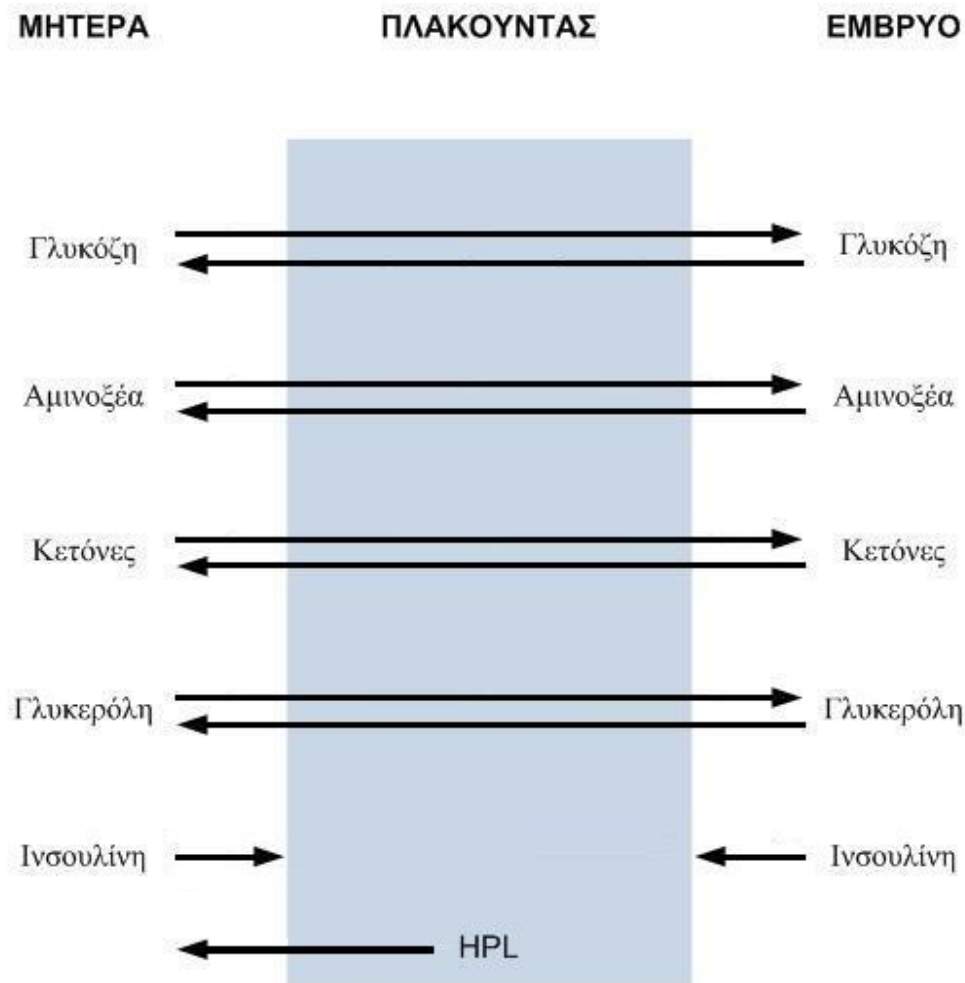 ΜΗΤΕΡΑ ΠΛΑΚΟΥΝΤΑΣ ΕΜΒΡΥΟ
Γλυκόζη Γλυκόζη
Αμινοξέα Αμινοξέα
Κετόνες Κετόνες
Γλυκερόλη Γλυκερόλη
Ινσουλίνη Ινσουλίνη
HPL